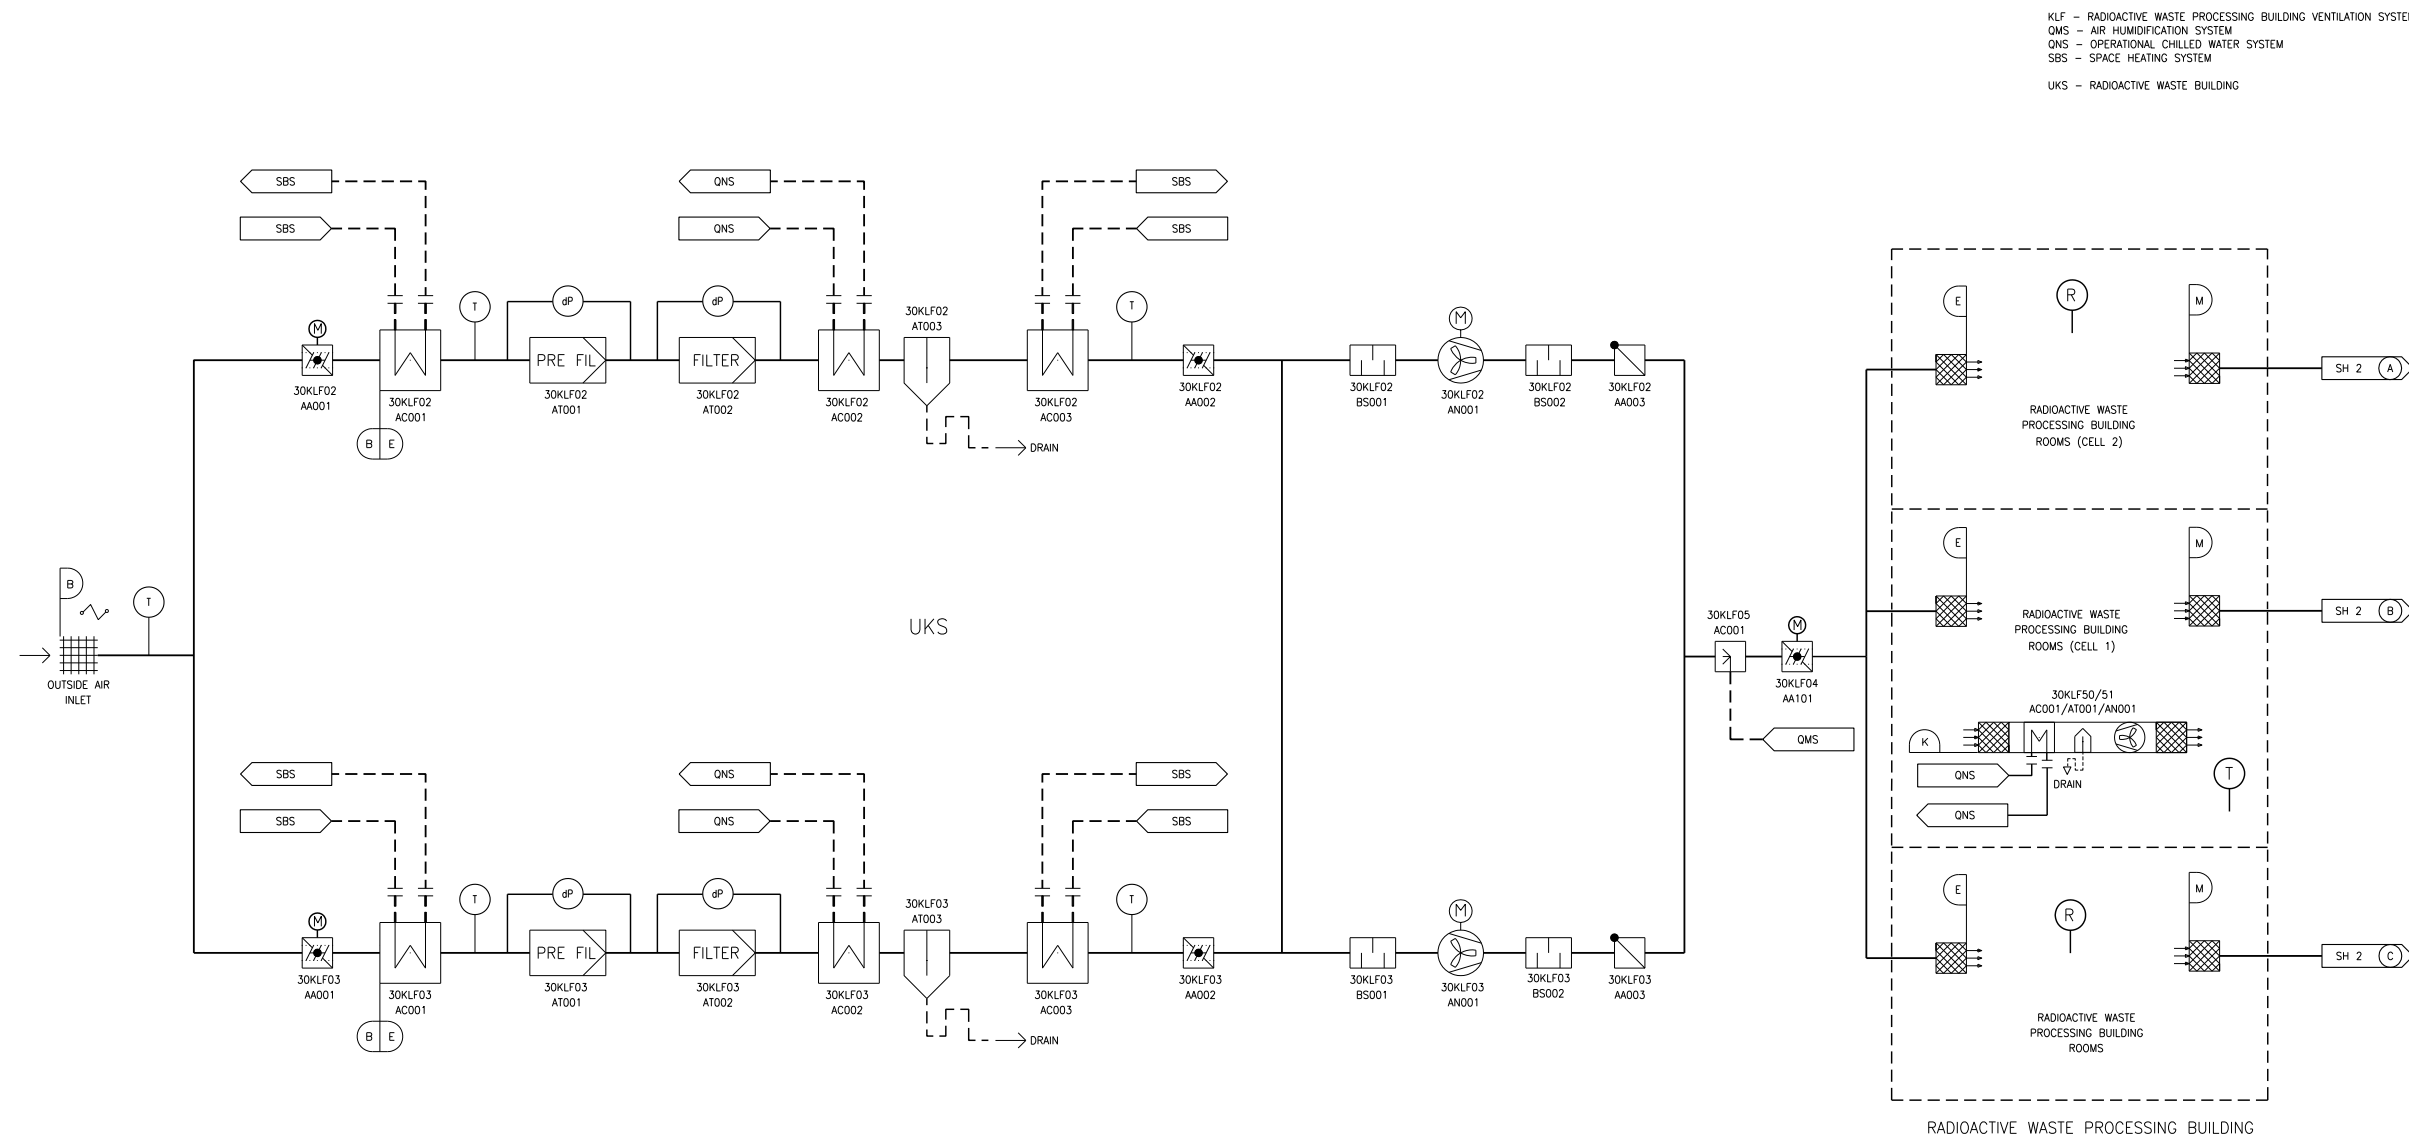 KLF - RADIOACTIVE WASTE PROCESSING BUILDING VENTILATION SYSTE
QMS - AIR HUMIDIFICATION SYSTEM
QNS - OPERATIONAL CHILLED WATER SYSTEM
SBS - SPACE HEATING SYSTEM
UKS - RADIOACTIVE WASTE BUILDING
SBS
QNS
SBS
SBS
QNS
SBS
T
dP
dP
T
M
M
PRE FIL
FILTER
30KLF02
AT003
30KLF02
AA001
30KLF02
AC001
30KLF02
AT001
30KLF02
AT002
30KLF02
AC002
30KLF02
AC003
30KLF02
AA002
30KLF02
BS001
30KLF02
AN001
30KLF02
BS002
30KLF02
AA003
B
E
DRAIN
E
R
M
SH 2
A
RADIOACTIVE WASTE
PROCESSING BUILDING
ROOMS (CELL 2)
B
T
OUTSIDE AIR
INLET
UKS
30KLF05
AC001
M
30KLF04
AA101
QMS
E
M
SH 2
B
RADIOACTIVE WASTE
PROCESSING BUILDING
ROOMS (CELL 1)
30KLF50/51
AC001/AT001/AN001
K
QNS
DRAIN
QNS
T
SBS
QNS
SBS
SBS
QNS
SBS
T
dP
dP
T
M
M
PRE FIL
FILTER
30KLF03
AT003
30KLF03
AA001
30KLF03
AC001
30KLF03
AT001
30KLF03
AT002
30KLF03
AC002
30KLF03
AC003
30KLF03
AA002
30KLF03
BS001
30KLF03
AN001
30KLF03
BS002
30KLF03
AA003
B
E
DRAIN
E
R
M
SH 2
C
RADIOACTIVE WASTE
PROCESSING BUILDING
ROOMS
RADIOACTIVE WASTE PROCESSING BUILDING